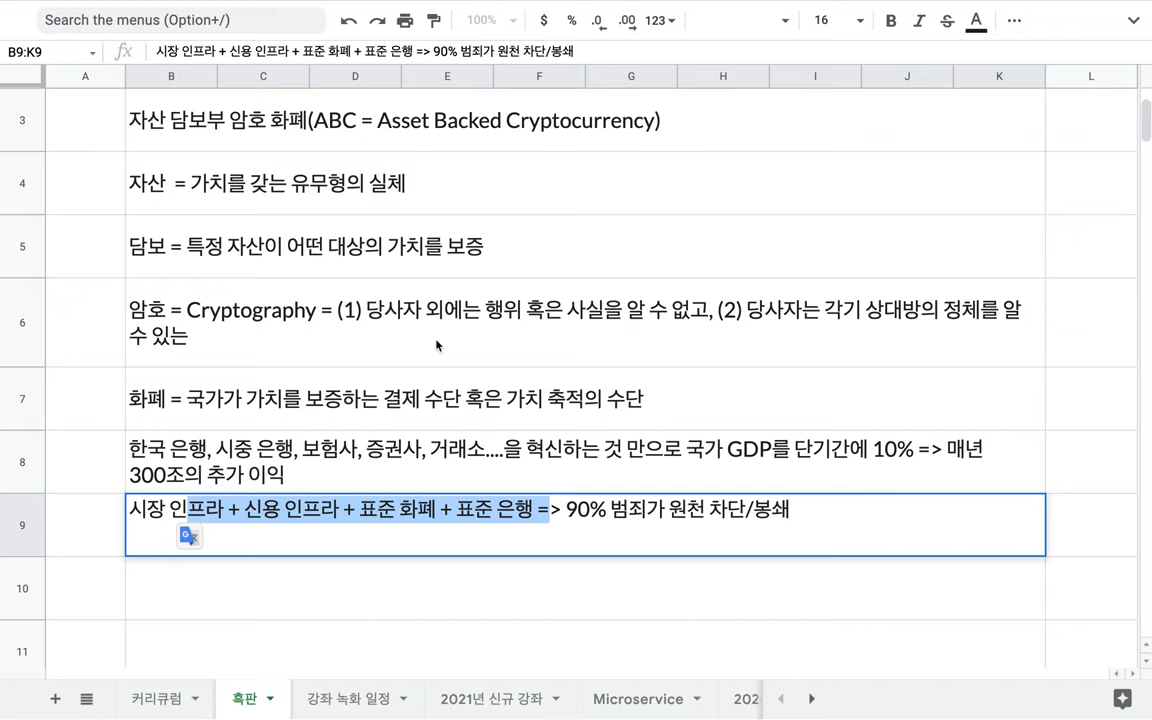 Search the menus (Option+/)
100%
$ % .0 .00 123
16
B I S A
B9:K9
fx
시장 인프라 + 신용 인프라 + 표준 화폐 + 표준 은행 => 90% 범죄가 원천 차단/봉쇄
A B C D E F G H I J K L
3
자산 담보부 암호 화폐(ABC = Asset Backed Cryptocurrency)
4
자산 = 가치를 갖는 유무형의 실체
5
담보 = 특정 자산이 어떤 대상의 가치를 보증
6
암호 = Cryptography = (1) 당사자 외에는 행위 혹은 사실을 알 수 없고, (2) 당사자는 각기 상대방의 정체를 알
수 있는
7
화폐 = 국가가 가치를 보증하는 결제 수단 혹은 가치 축적의 수단
8
한국 은행, 시중 은행, 보험사, 증권사, 거래소....을 혁신하는 것 만으로 국가 GDP를 단기간에 10% => 매년
300조의 추가 이익
9
시장 인프라 + 신용 인프라 + 표준 화폐 + 표준 은행 => 90% 범죄가 원천 차단/봉쇄
10
11
커리큐럼 흑판 강좌 녹화 일정 2021년 신규 강좌 Microservice 202